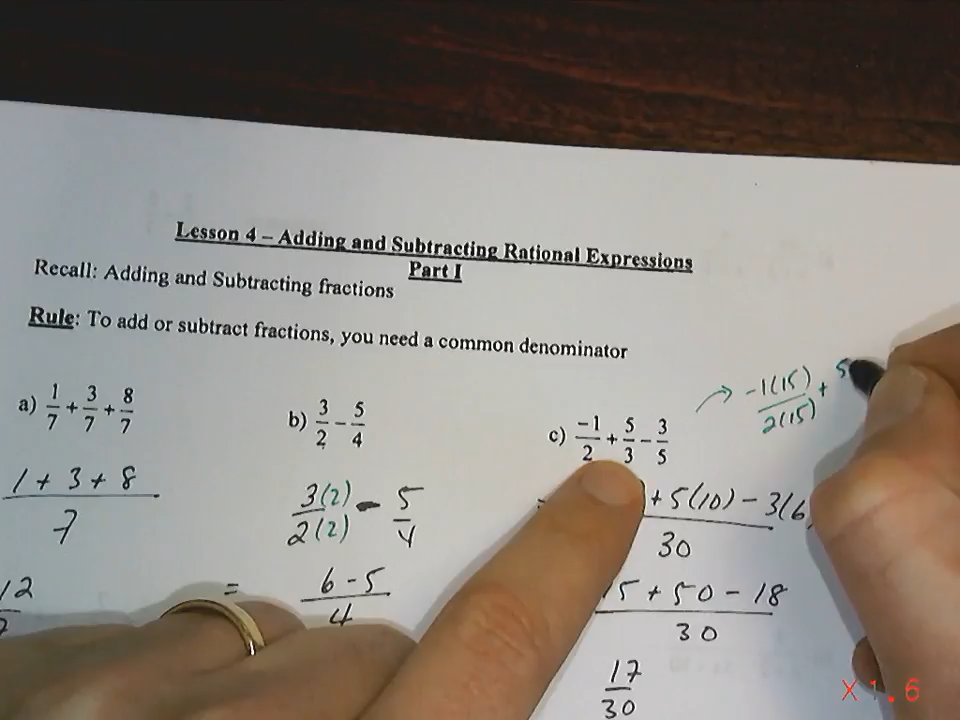 Lesson 4 – Adding and Subtracting Rational Expressions
Part I
Recall: Adding and Subtracting fractions
Rule: To add or subtract fractions, you need a common denominator
a) 1/7 + 3/7 + 8/7
1 + 3 + 8
7
12
b) 3/2 − 5/4
3(2)/2(2) - 5/4
= 6 - 5
4
c) −1/2 + 5/3 − 3/5
→ -1(15)/2(15) + 5
+ 5(10) - 3(6
30
5 + 50 - 18
30
17
30
X1.6